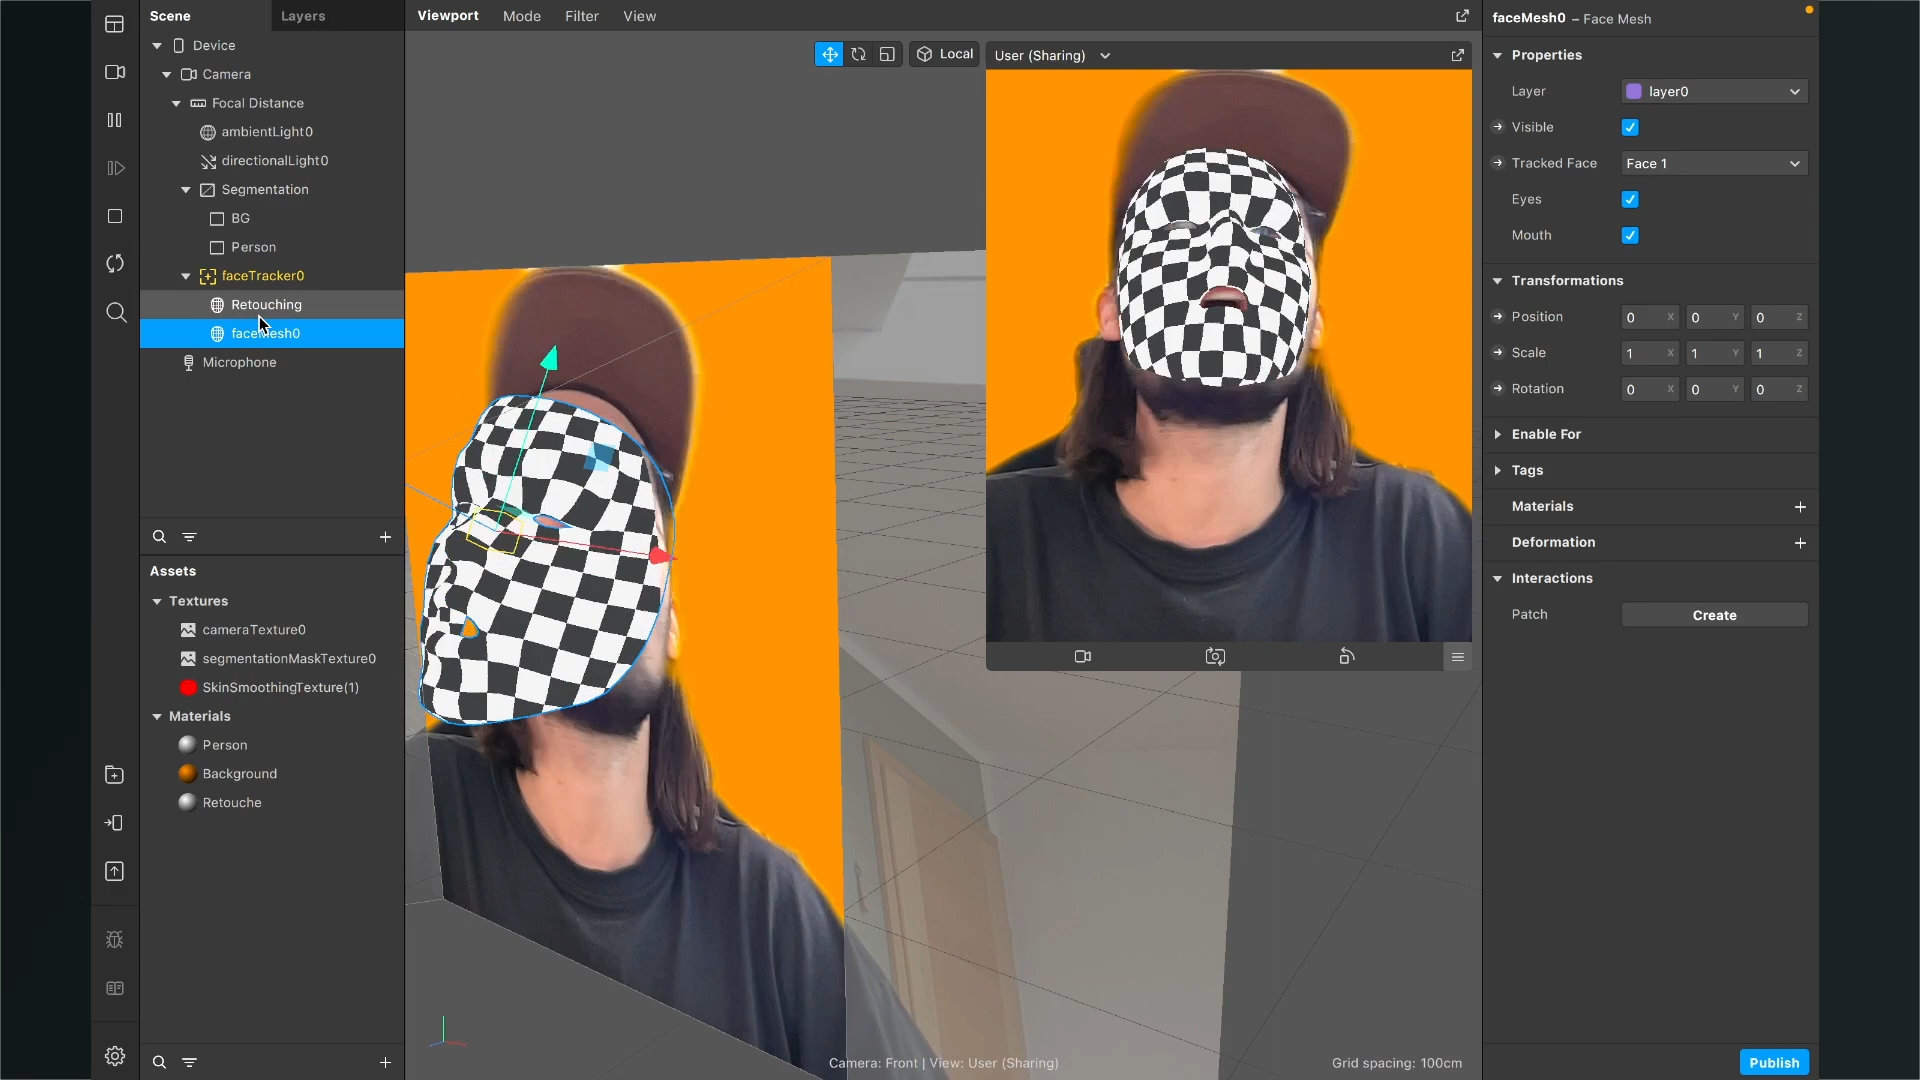 Scene
Layers
Device
Camera
Focal Distance
ambientLight0
directionalLight0
Segmentation
BG
Person
faceTracker0
Retouching
faceMesh0
Microphone
Assets
Textures
cameraTexture0
segmentationMaskTexture0
SkinSmoothingTexture(1)
Materials
Person
Background
Retouche
Viewport Mode Filter View
Local
User (Sharing)
Camera: Front | View: User (Sharing)
Grid spacing: 100cm
faceMesh0 – Face Mesh
Properties
Layer layer0
Visible
Tracked Face Face 1
Eyes
Mouth
Transformations
Position 0 X 0 Y 0 Z
Scale 1 X 1 Y 1 Z
Rotation 0 X 0 Y 0 Z
Enable For
Tags
Materials
Deformation
Interactions
Patch Create
Publish